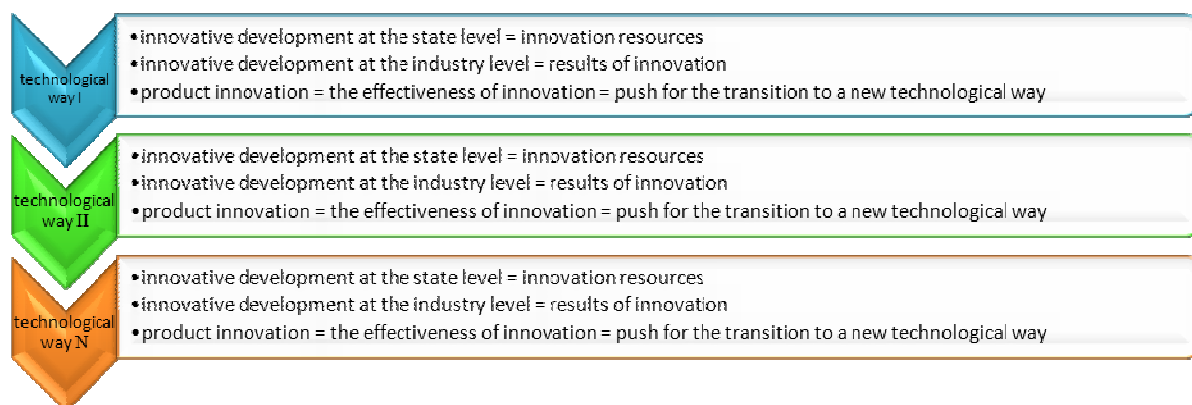 technological
way I
•innovative development at the state level = innovation resources
•innovative development at the industry level = results of innovation
•product innovation = the effectiveness of innovation = push for the transition to a new technological way
technological
way II
•innovative development at the state level = innovation resources
•innovative development at the industry level = results of innovation
•product innovation = the effectiveness of innovation = push for the transition to a new technological way
technological
way N
•innovative development at the state level = innovation resources
•innovative development at the industry level = results of innovation
•product innovation = the effectiveness of innovation = push for the transition to a new technological way